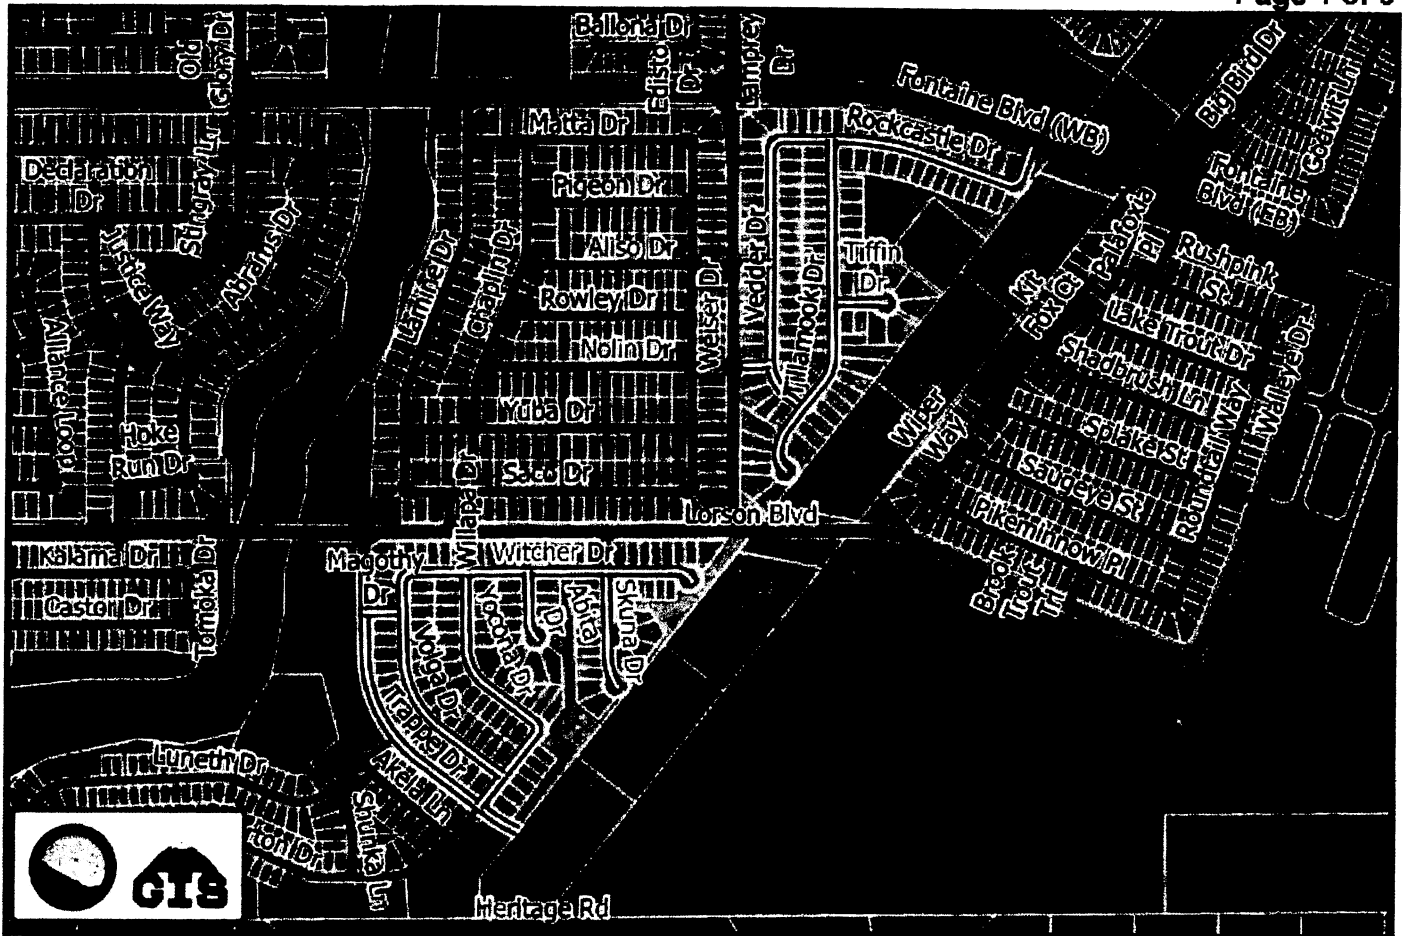 Ballona Dr
Old
Glory Dr
Edisto
Dr
Lamprey
Dr
Big Bird Dr
Godwit Ln
Fontaine Blvd (WB)
Matta Dr
Rockcastle Dr
Declaration
Dr
Stingray Ln
Pigeon Dr
Fontaine
Blvd (EB)
Justice Way
Abrams Dr
Lamine Dr
Chaplin Dr
Aliso Dr
Weiser Dr
Vedder Dr
Tillamook Dr
Tiffin
Dr
Kit
Fox Ct
Palafoxis
Pl
Rushpink
St
Rowley Dr
Lake Trout Dr
Walleye Dr
Nolin Dr
Shadbrush Ln
Alliance Loop
Hoke
Run Dr
Yuba Dr
Wiper
Way
Splake St
Roundtail Way
Saco Dr
Saugeye St
Willapa Dr
Lorson Blvd
Pikeminnow Pl
Kalama Dr
Tomoka Dr
Magothy
Dr
Witcher Dr
Castor Dr
Yocona Dr
Dr
Abita
Skuna Dr
Brook
Trout
Trl
Volga Dr
Trappe Dr
Luneth Dr
Akela Ln
Shunka Ln
Heritage Rd
GIS